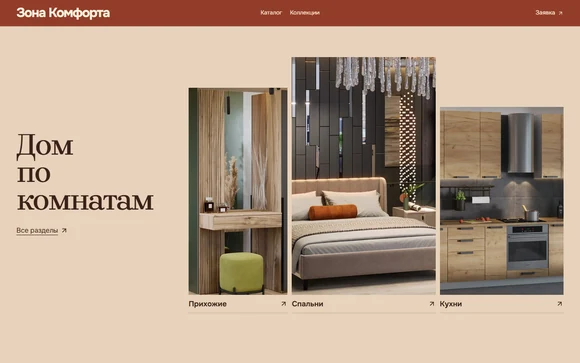 Зона Комфорта
Каталог
Коллекции
Заявка
Дом
по
комнатам
Все разделы
Прихожие
Спальни
Кухни